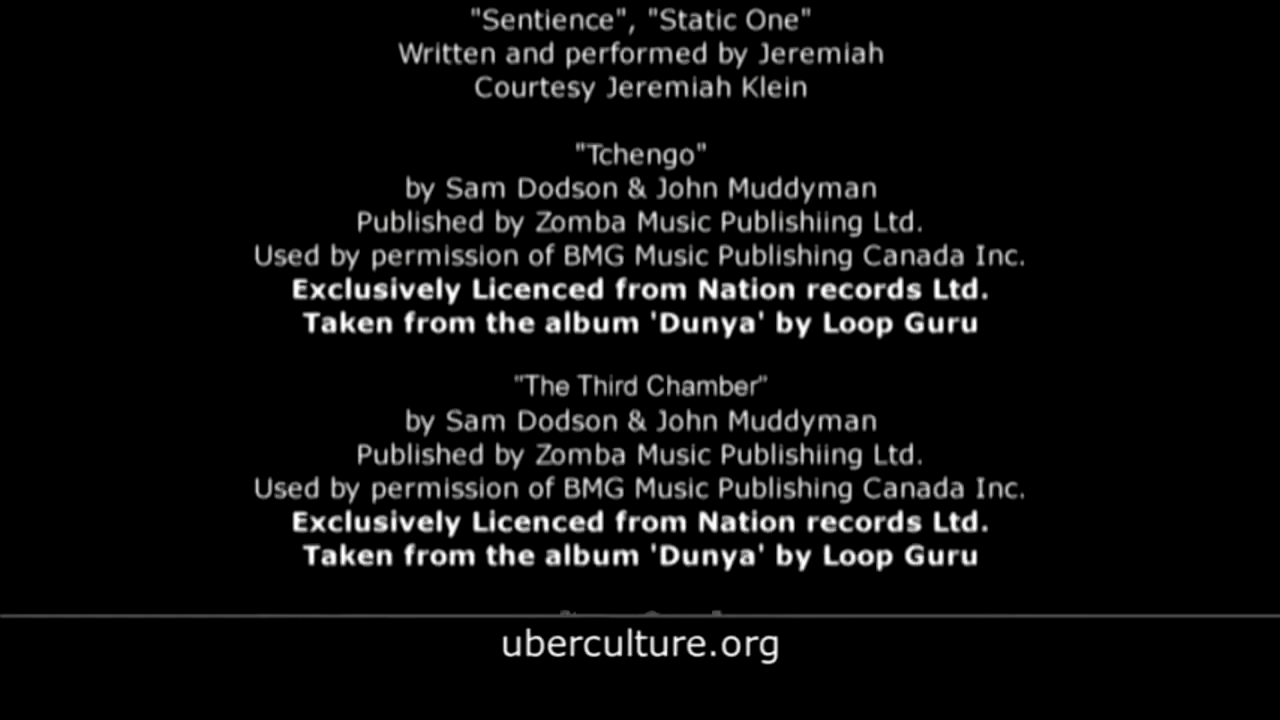 "Sentience", "Static One"
Written and performed by Jeremiah
Courtesy Jeremiah Klein
"Tchengo"
by Sam Dodson & John Muddyman
Published by Zomba Music Publishiing Ltd.
Used by permission of BMG Music Publishing Canada Inc.
Exclusively Licenced from Nation records Ltd.
Taken from the album 'Dunya' by Loop Guru
"The Third Chamber"
by Sam Dodson & John Muddyman
Published by Zomba Music Publishiing Ltd.
Used by permission of BMG Music Publishing Canada Inc.
Exclusively Licenced from Nation records Ltd.
Taken from the album 'Dunya' by Loop Guru
uberculture.org